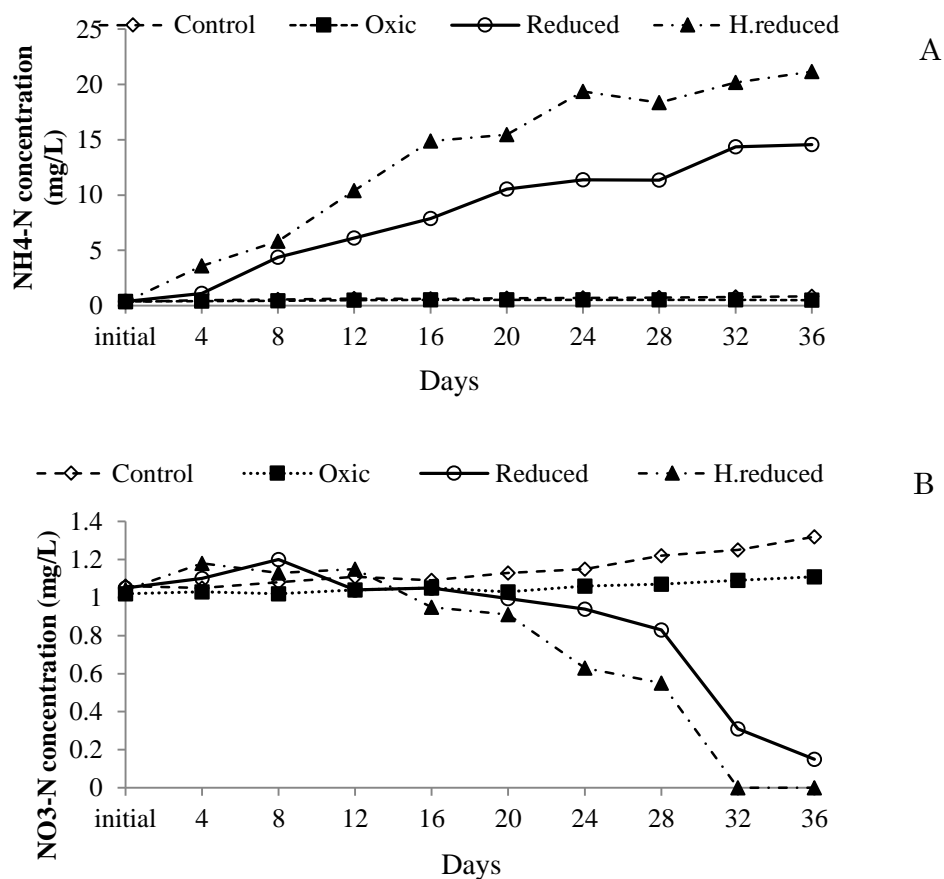 Control Oxic Reduced H.reduced
A
25
20
15
10
5
0
NH4-N concentration
(mg/L)
initial 4 8 12 16 20 24 28 32 36
Days
Control Oxic Reduced H.reduced
B
1.4
1.2
1
0.8
0.6
0.4
0.2
0
NO3-N concentration (mg/L)
initial 4 8 12 16 20 24 28 32 36
Days